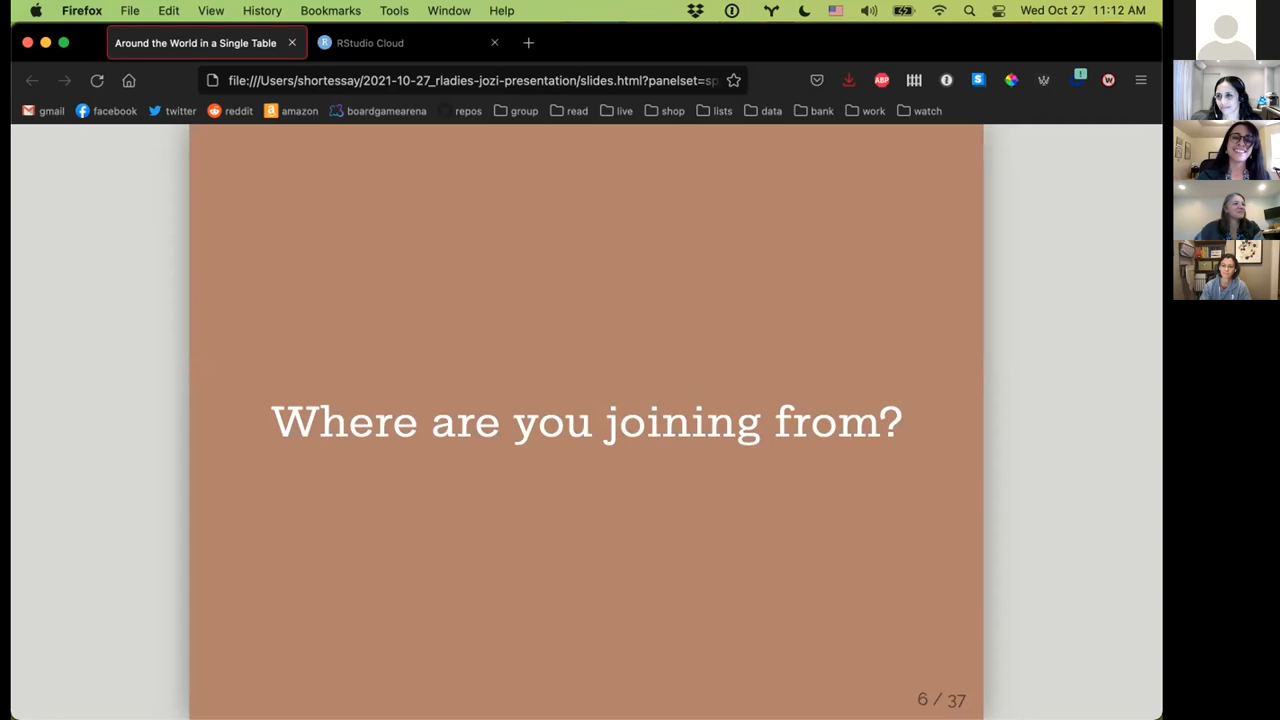 Firefox File Edit View History Bookmarks Tools Window Help Wed Oct 27 11:12 AM
Around the World in a Single Table RStudio Cloud
file:///Users/shortessay/2021-10-27_rladies-jozi-presentation/slides.html?panelset=sp
gmail facebook twitter reddit amazon boardgamearena repos group read live shop lists data bank work watch
Where are you joining from?
6 / 37